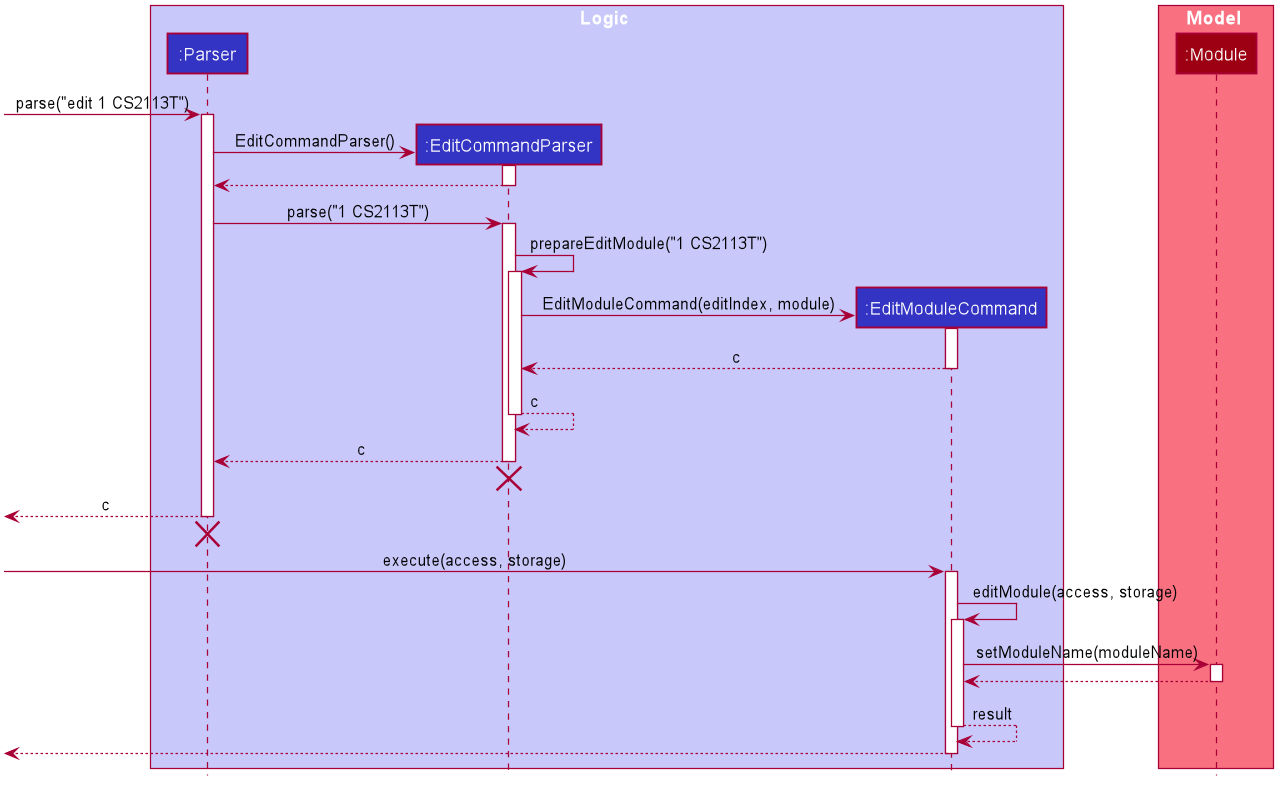 Logic
Model
:Parser
:Module
parse("edit 1 CS2113T")
EditCommandParser()
:EditCommandParser
parse("1 CS2113T")
prepareEditModule("1 CS2113T")
EditModuleCommand(editIndex, module)
:EditModuleCommand
c
c
c
c
execute(access, storage)
editModule(access, storage)
setModuleName(moduleName)
result